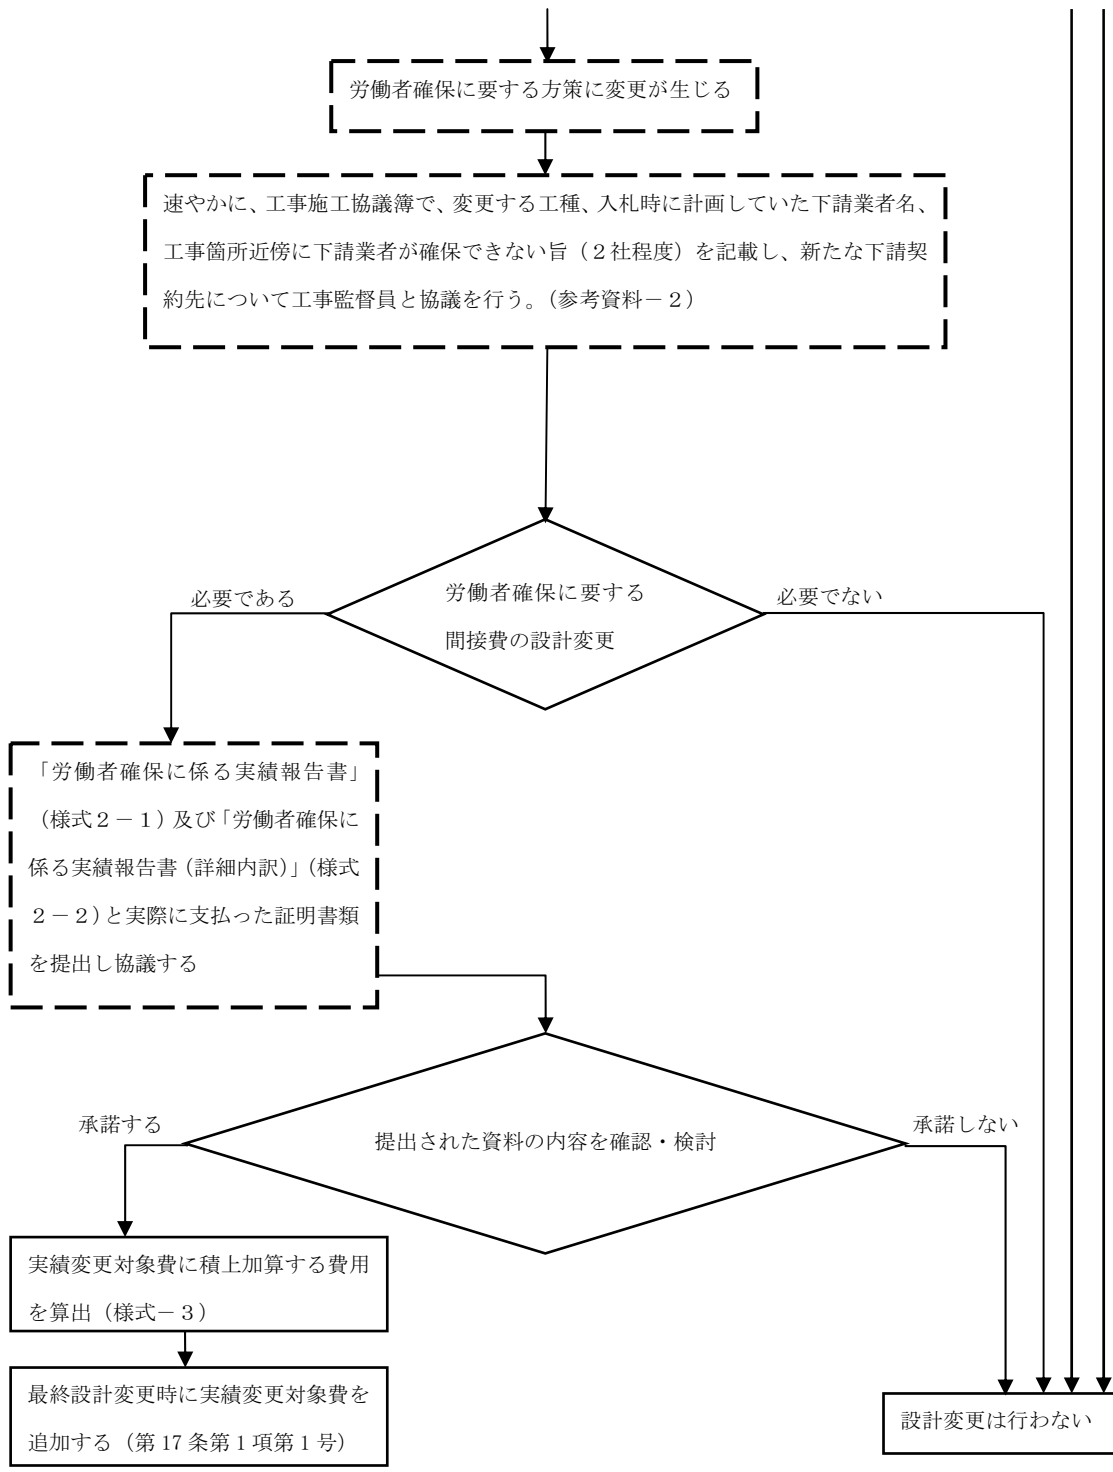 労働者確保に要する方策に変更が生じる
速やかに、工事施工協議簿で、変更する工種、入札時に計画していた下請業者名、
工事箇所近傍に下請業者が確保できない旨（２社程度）を記載し、新たな下請契
約先について工事監督員と協議を行う。（参考資料－２）
労働者確保に要する
間接費の設計変更
必要である
必要でない
「労働者確保に係る実績報告書」
（様式２－１）及び「労働者確保に
係る実績報告書（詳細内訳）」（様式
２－２）と実際に支払った証明書類
を提出し協議する
提出された資料の内容を確認・検討
承諾する
承諾しない
実績変更対象費に積上加算する費用
を算出（様式－３）
最終設計変更時に実績変更対象費を
追加する（第 17 条第１項第１号）
設計変更は行わない